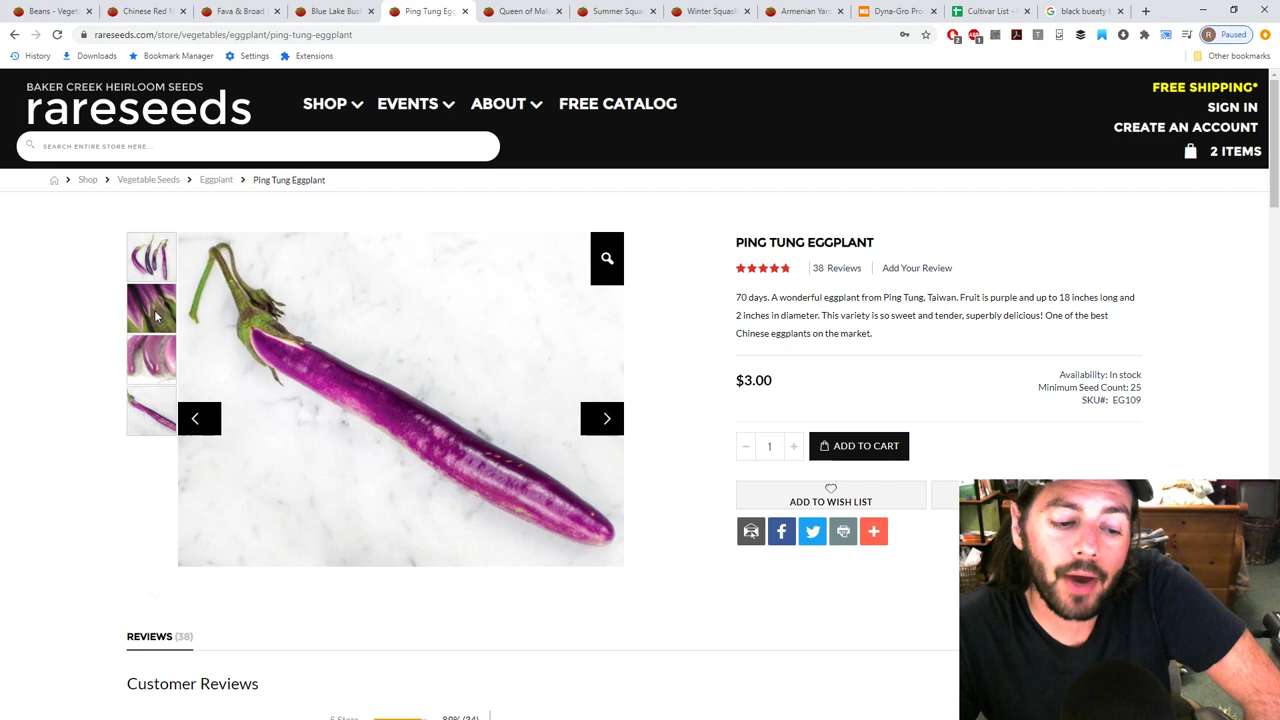 Beans - Vegeta
Chinese Red N
Fava & Broad
Blue Lake Bus
Ping Tung Egg
Queen of Mal
Summer Squa
Winter Squas
Armenian Yar
Dyna-Gro Pro
Cultivar List -
black bueaty t
rareseeds.com/store/vegetables/eggplant/ping-tung-eggplant
Paused
History
Downloads
Bookmark Manager
Settings
Extensions
Other bookmarks
BAKER CREEK HEIRLOOM SEEDS
rareseeds
SHOP
EVENTS
ABOUT
FREE CATALOG
FREE SHIPPING*
SIGN IN
CREATE AN ACCOUNT
2 ITEMS
SEARCH ENTIRE STORE HERE...
Shop
Vegetable Seeds
Eggplant
Ping Tung Eggplant
PING TUNG EGGPLANT
38 Reviews
Add Your Review
70 days. A wonderful eggplant from Ping Tung, Taiwan. Fruit is purple and up to 18 inches long and
2 inches in diameter. This variety is so sweet and tender, superbly delicious! One of the best
Chinese eggplants on the market.
$3.00
Availability: In stock
Minimum Seed Count: 25
SKU#: EG109
1
ADD TO CART
ADD TO WISH LIST
REVIEWS (38)
Customer Reviews
5 Stars
89% (34)